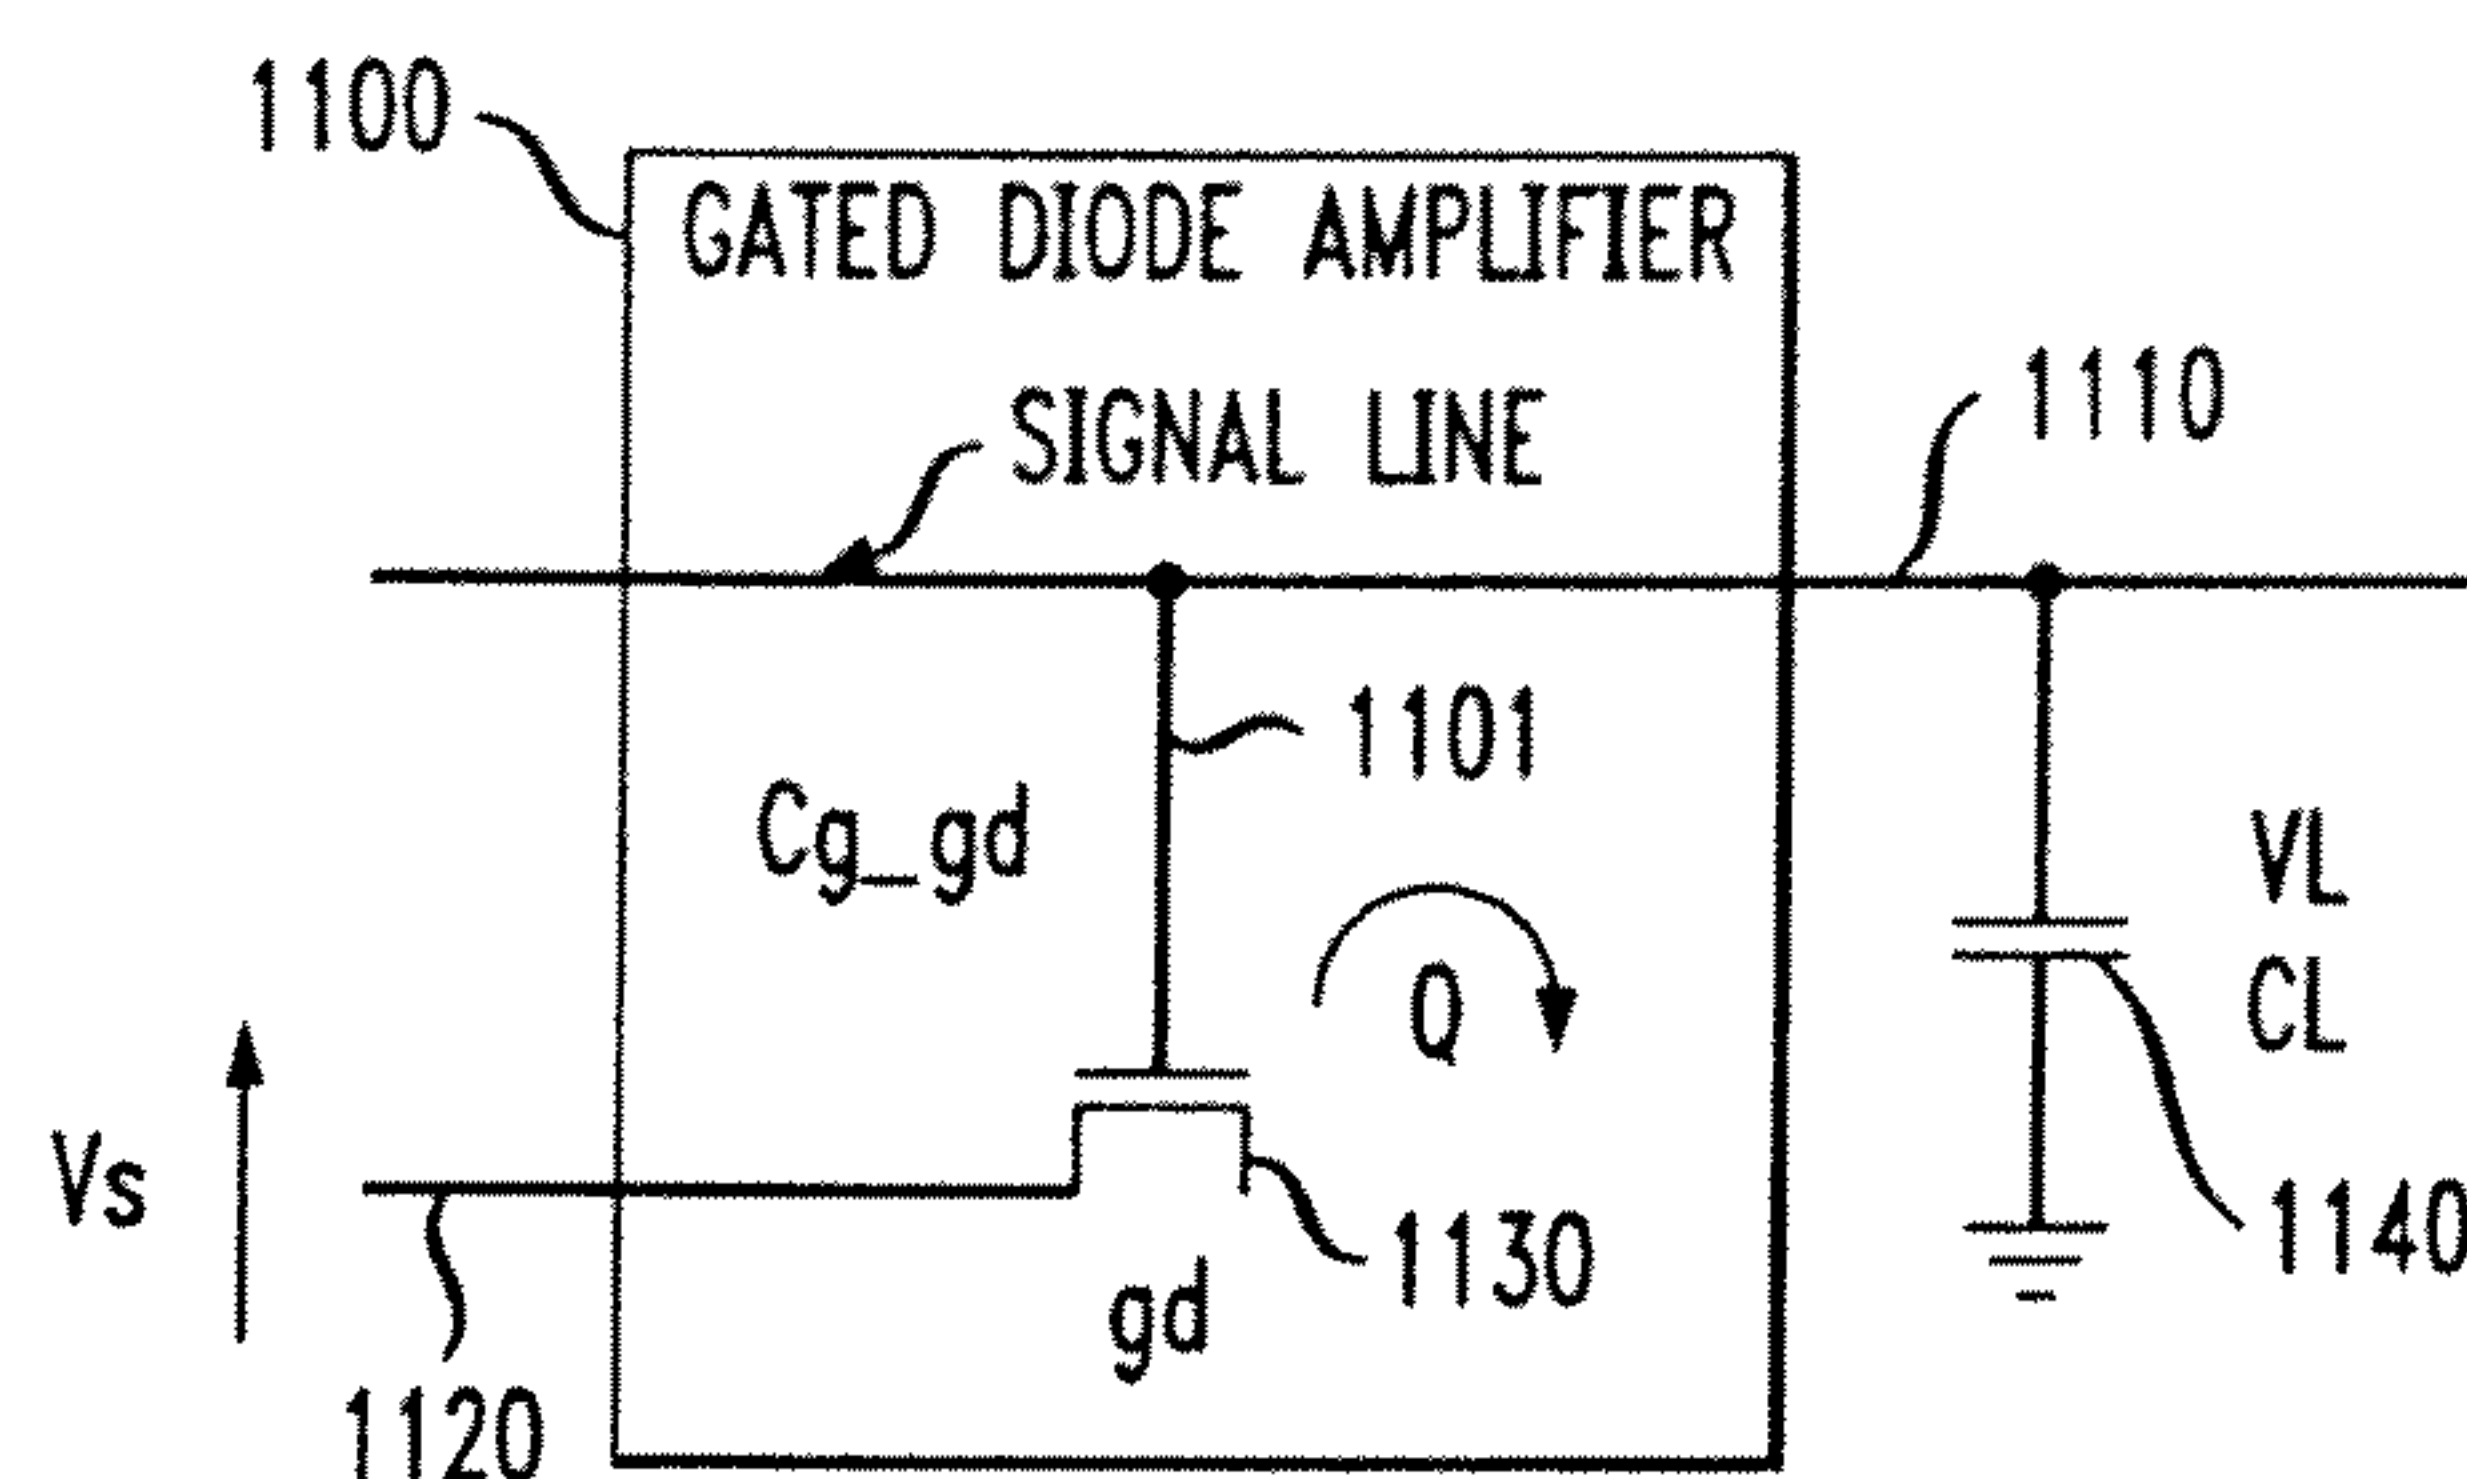 1100
GATED DIODE AMPLIFIER
SIGNAL LINE
1110
1101
Cg_gd
VL
CL
Q
Vs
1140
1130
gd
1120